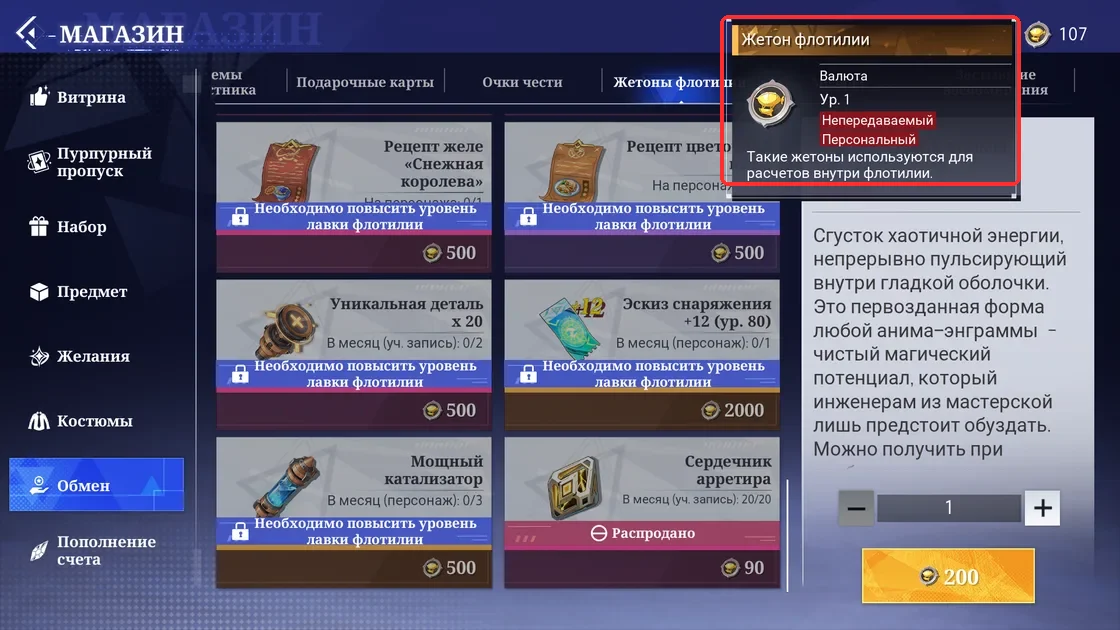 МАГАЗИН
Жетон флотилии
107
Валюта
Ур. 1
Непередаваемый
Персональный
Такие жетоны используются для
расчетов внутри флотилии.
Витрина
Пурпурный
пропуск
Набор
Предмет
Желания
Костюмы
Обмен
Пополнение
счета
Подарочные карты
Очки чести
Жетоны
Рецепт желе
«Снежная
королева»
Необходимо повысить уровень
лавки флотилии
500
Рецепт
На
Необходимо повысить уровень
лавки флотилии
500
Уникальная деталь
x 20
В месяц (уч. запись): 0/2
Необходимо повысить уровень
лавки флотилии
500
+12
Эскиз снаряжения
+12 (ур. 80)
В месяц (персонаж): 0/1
Необходимо повысить уровень
лавки флотилии
2000
Мощный
катализатор
В месяц (персонаж): 0/3
Необходимо повысить уровень
лавки флотилии
500
Сердечник
арретира
В месяц (уч. запись): 20/20
Распродано
90
Сгусток хаотичной энергии,
непрерывно пульсирующий
внутри гладкой оболочки.
Это первозданная форма
любой анима-энграммы -
чистый магический
потенциал, который
инженерам из мастерской
лишь предстоит обуздать.
Можно получить при
− 1 +
200